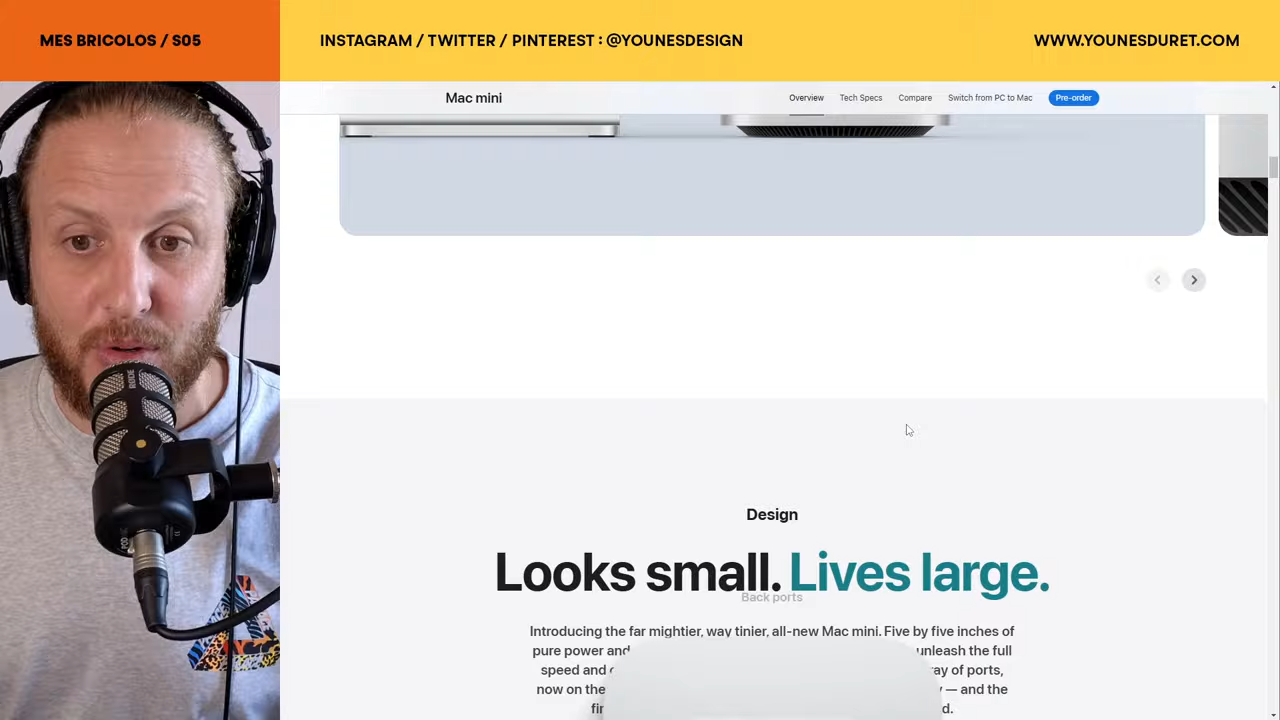 MES BRICOLOS / S05
INSTAGRAM / TWITTER / PINTEREST : @YOUNESDESIGN
WWW.YOUNESDURET.COM
Mac mini
Overview
Tech Specs
Compare
Switch from PC to Mac
Pre-order
Design
Looks small. Lives large.
Back ports
Introducing the far mightier, way tinier, all-new Mac mini. Five by five inches of
pure power and unleash the full
speed and of ports,
now on the — and the
RØDE